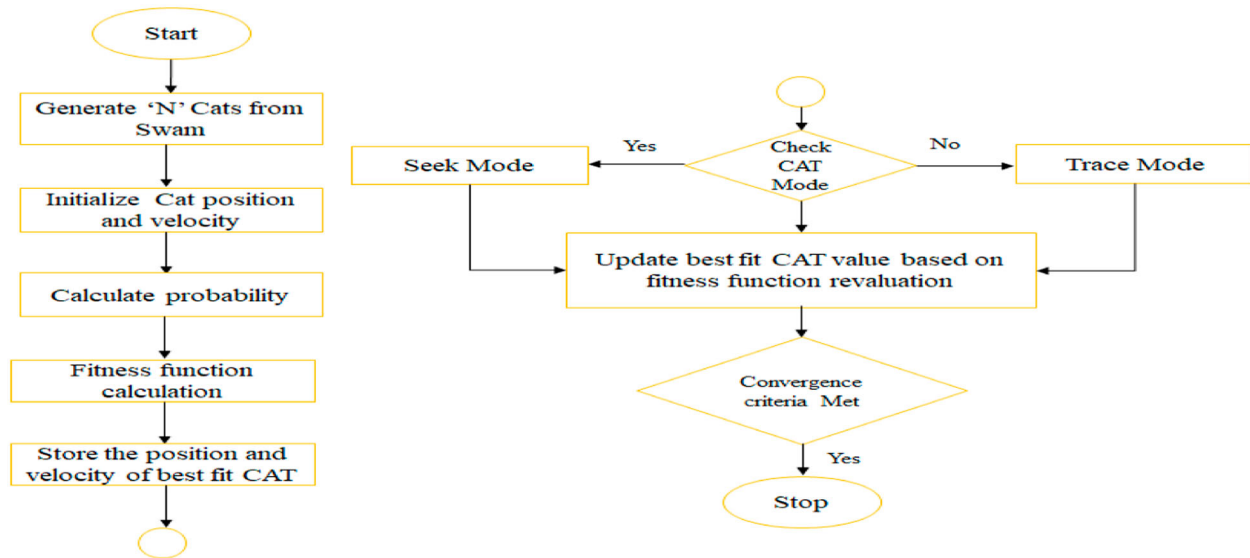 Start
Generate ‘N’ Cats from
Swam
Initialize Cat position
and velocity
Calculate probability
Fitness function
calculation
Store the position and
velocity of best fit CAT
Check
CAT
Mode
Yes
No
Seek Mode
Trace Mode
Update best fit CAT value based on
fitness function revaluation
Convergence
criteria Met
Yes
Stop